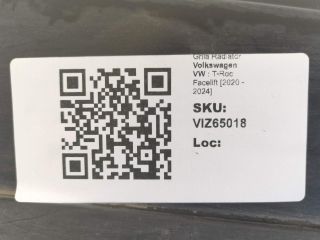 Grila Radiator
Volkswagen
VW : T-Roc
Facelift [2020 -
2024]
SKU:
VIZ65018
Loc: